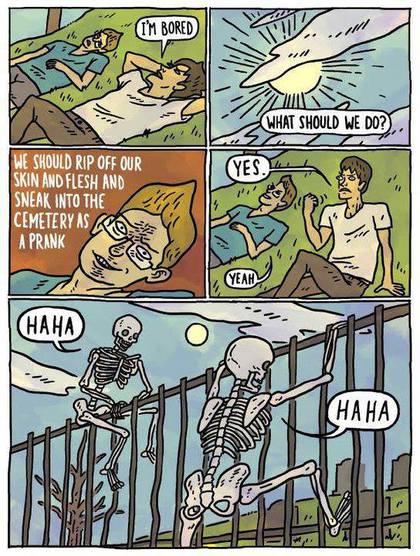 I'M BORED
WHAT SHOULD WE DO?
WE SHOULD RIP OFF OUR
SKIN AND FLESH AND
SNEAK INTO THE
CEMETERY AS
A PRANK
YES.
YEAH
HAHA
HAHA